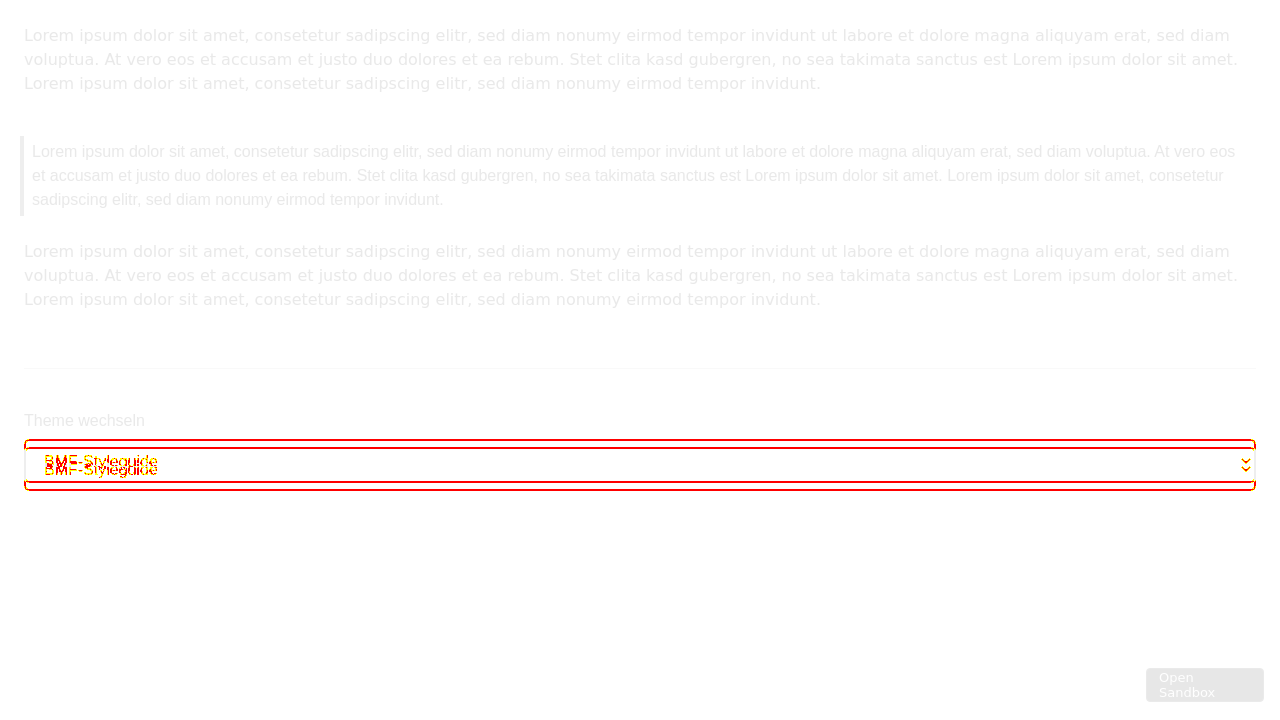 Lorem ipsum dolor sit amet, consetetur sadipscing elitr, sed diam nonumy eirmod tempor invidunt ut labore et dolore magna aliquyam erat, sed diam
voluptua. At vero eos et accusam et justo duo dolores et ea rebum. Stet clita kasd gubergren, no sea takimata sanctus est Lorem ipsum dolor sit amet.
Lorem ipsum dolor sit amet, consetetur sadipscing elitr, sed diam nonumy eirmod tempor invidunt.
Lorem ipsum dolor sit amet, consetetur sadipscing elitr, sed diam nonumy eirmod tempor invidunt ut labore et dolore magna aliquyam erat, sed diam voluptua. At vero eos
et accusam et justo duo dolores et ea rebum. Stet clita kasd gubergren, no sea takimata sanctus est Lorem ipsum dolor sit amet. Lorem ipsum dolor sit amet, consetetur
sadipscing elitr, sed diam nonumy eirmod tempor invidunt.
Lorem ipsum dolor sit amet, consetetur sadipscing elitr, sed diam nonumy eirmod tempor invidunt ut labore et dolore magna aliquyam erat, sed diam
voluptua. At vero eos et accusam et justo duo dolores et ea rebum. Stet clita kasd gubergren, no sea takimata sanctus est Lorem ipsum dolor sit amet.
Lorem ipsum dolor sit amet, consetetur sadipscing elitr, sed diam nonumy eirmod tempor invidunt.
Theme wechseln
BMF-Styleguide
BMF-Styleguide
Open
Sandbox